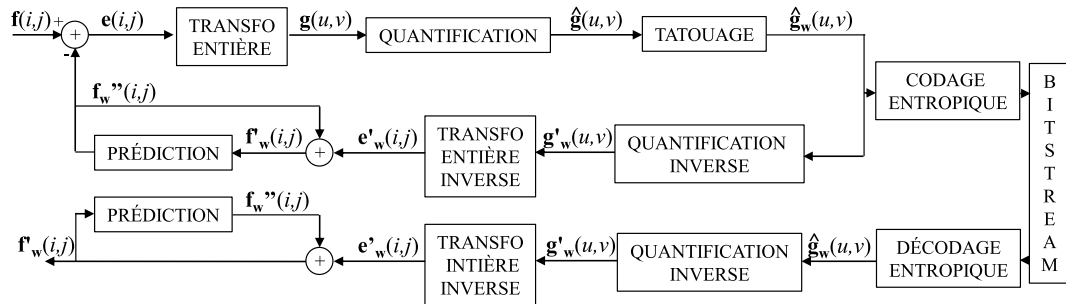 f(i,j)
+
+
-
e(i,j)
TRANSFO
ENTIÈRE
g(u,v)
QUANTIFICATION
ĝ(u,v)
TATOUAGE
ĝw(u,v)
CODAGE
ENTROPIQUE
BITSTREAM
fw”(i,j)
PRÉDICTION
f'w(i,j)
+
e'w(i,j)
TRANSFO
ENTIÈRE
INVERSE
g'w(u,v)
QUANTIFICATION
INVERSE
PRÉDICTION
fw”(i,j)
f'w(i,j)
+
e’w(i,j)
TRANSFO
INTIÈRE
INVERSE
g'w(u,v)
QUANTIFICATION
INVERSE
ĝw(u,v)
DÉCODAGE
ENTROPIQUE